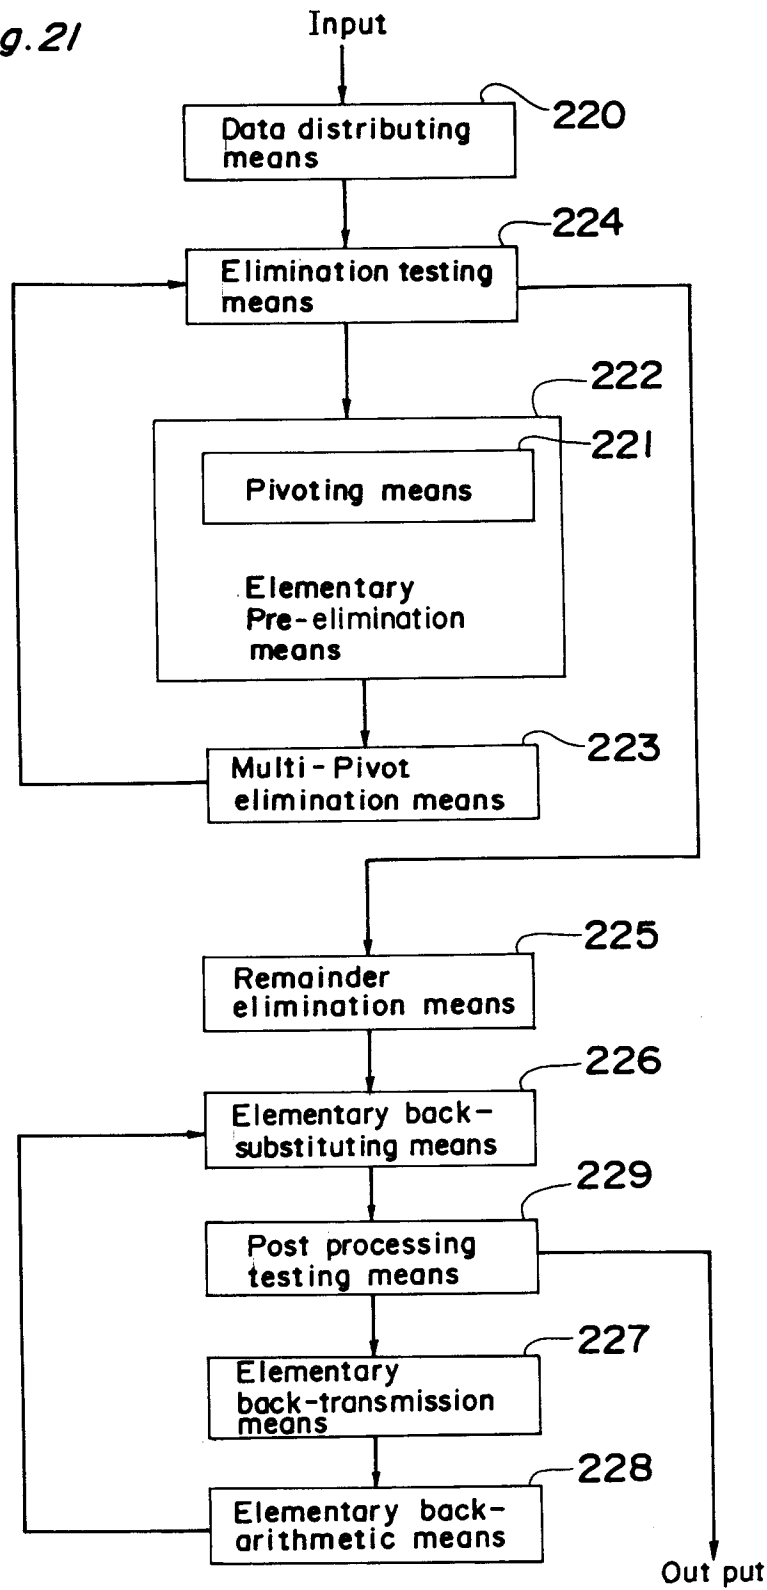 g.21
Input
220
Data distributing
means
224
Elimination testing
means
222
221
Pivoting means
Elementary
Pre-elimination
means
223
Multi-Pivot
elimination means
225
Remainder
elimination means
226
Elementary back-
substituting means
229
Post processing
testing means
227
Elementary
back-transmission
means
228
Elementary back-
arithmetic means
Out put